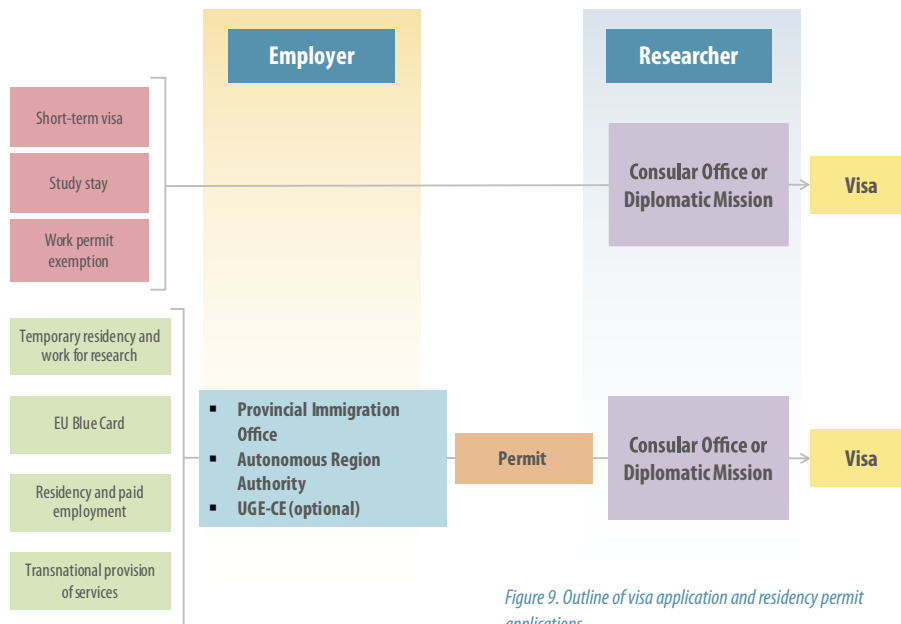 Employer
Researcher
Short-term visa
Study stay
Work permit
exemption
Consular Office or
Diplomatic Mission
Visa
Temporary residency and
work for research
EU Blue Card
Residency and paid
employment
Transnational provision
of services
▪ Provincial Immigration
Office
▪ Autonomous Region
Authority
▪ UGE-CE (optional)
Permit
Consular Office or
Diplomatic Mission
Visa
Figure 9. Outline of visa application and residency permit
applications